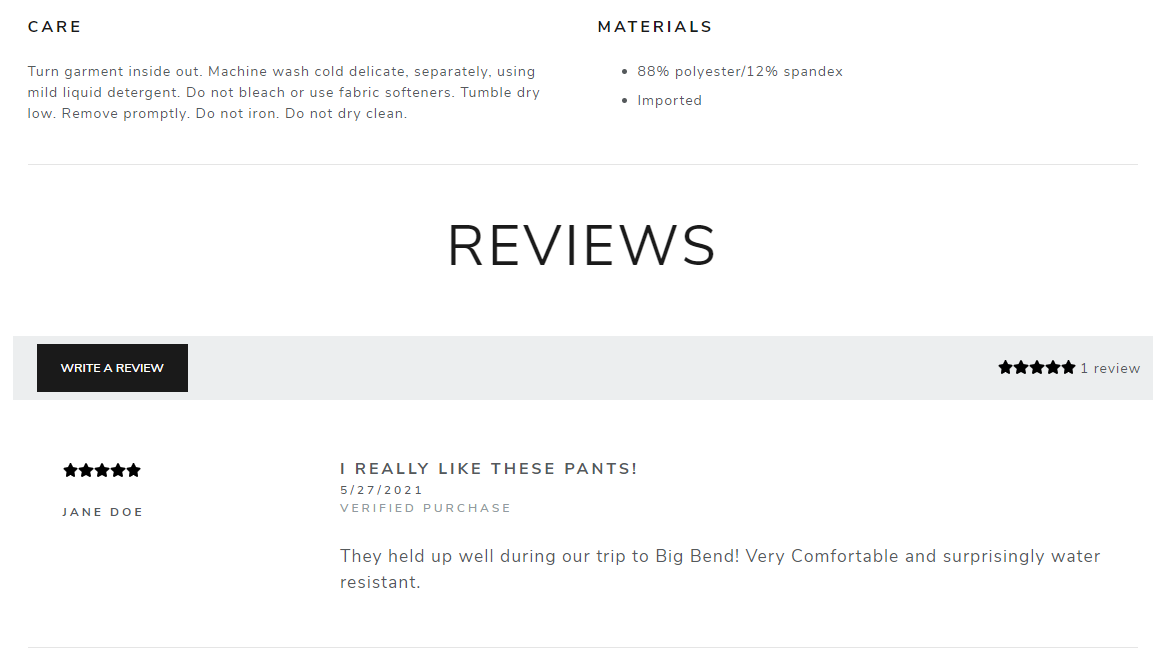 CARE
Turn garment inside out. Machine wash cold delicate, separately, using
mild liquid detergent. Do not bleach or use fabric softeners. Tumble dry
low. Remove promptly. Do not iron. Do not dry clean.
MATERIALS
88% polyester/12% spandex
Imported
REVIEWS
WRITE A REVIEW
1 review
JANE DOE
I REALLY LIKE THESE PANTS!
5/27/2021
VERIFIED PURCHASE
They held up well during our trip to Big Bend! Very Comfortable and surprisingly water
resistant.